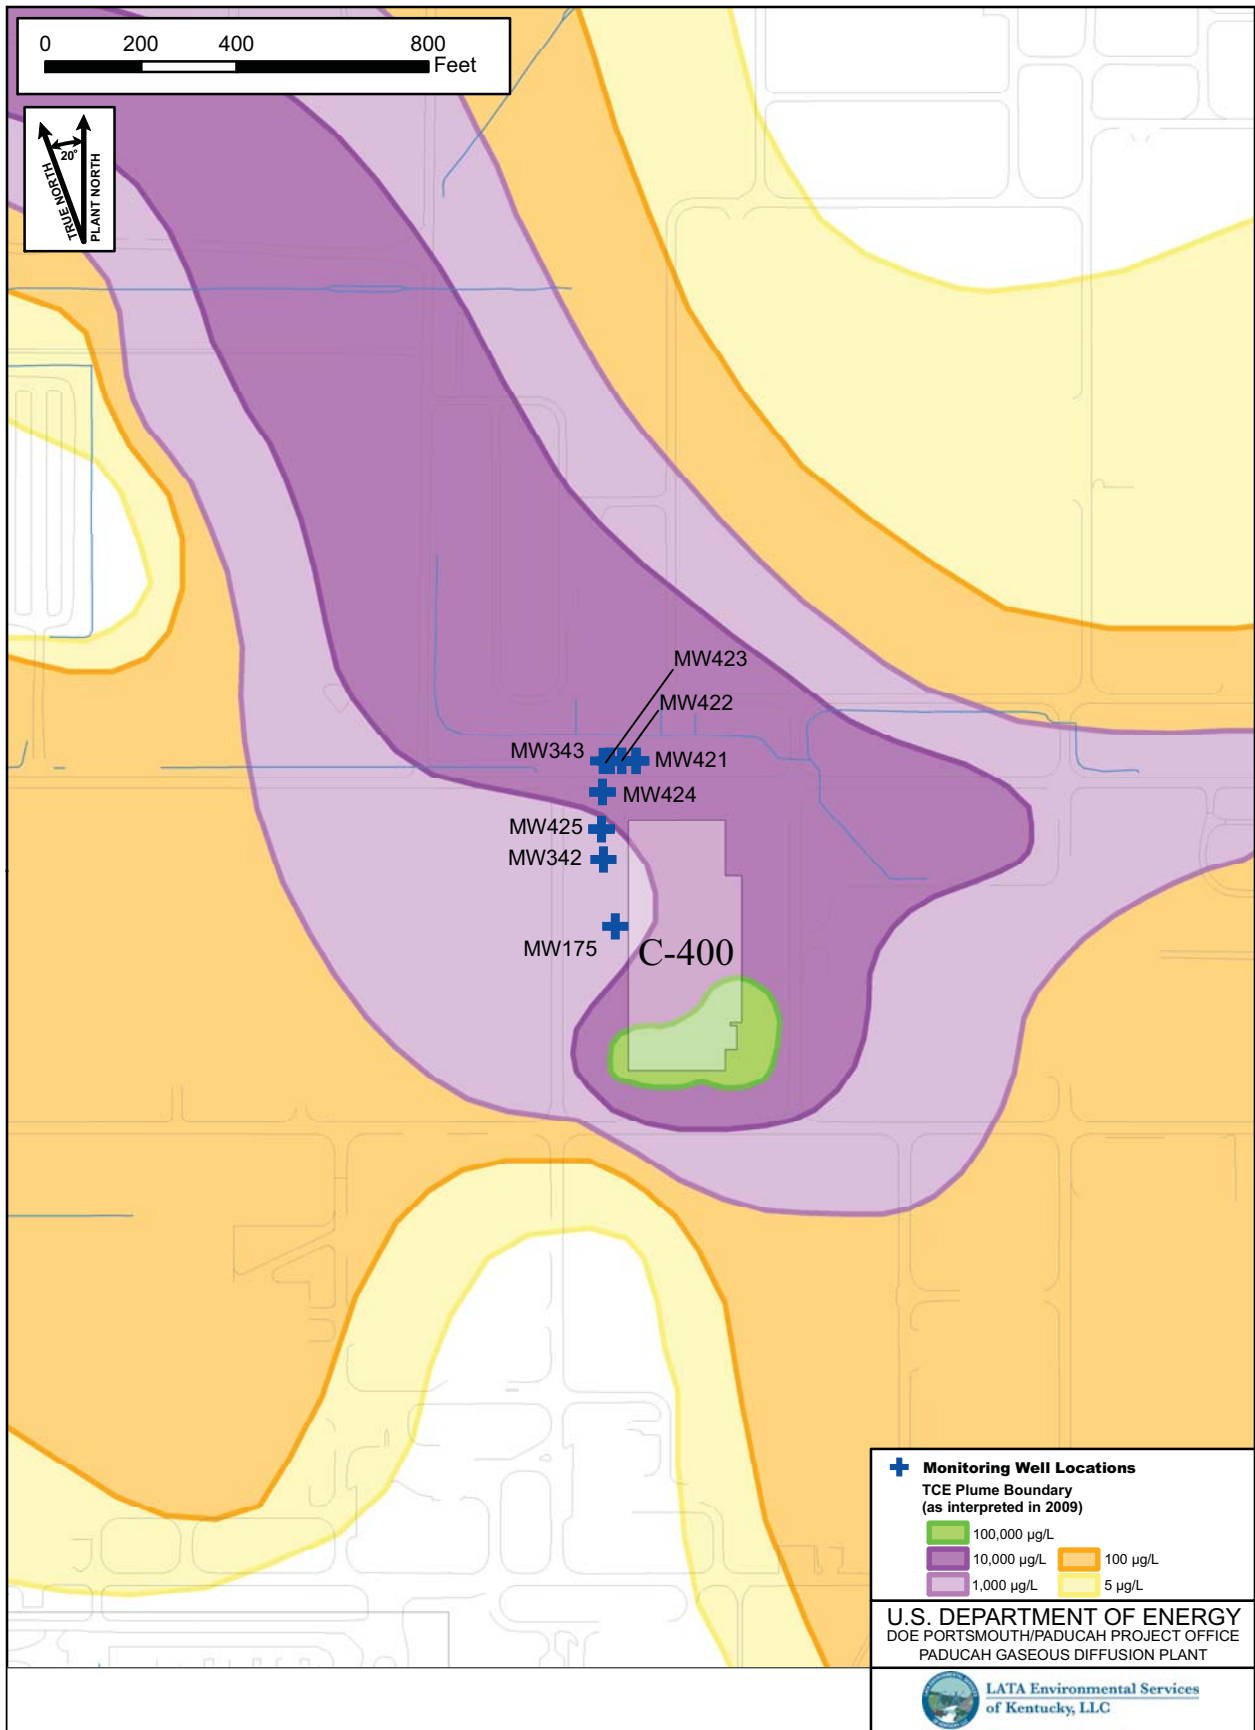 0 200 400 800
Feet
20°
TRUE NORTH
PLANT NORTH
MW423
MW422
MW343
MW421
MW424
MW425
MW342
MW175
C-400
Monitoring Well Locations
TCE Plume Boundary
(as interpreted in 2009)
100,000 µg/L
10,000 µg/L 100 µg/L
1,000 µg/L 5 µg/L
U.S. DEPARTMENT OF ENERGY
DOE PORTSMOUTH/PADUCAH PROJECT OFFICE
PADUCAH GASEOUS DIFFUSION PLANT
LATA Environmental Services
of Kentucky, LLC